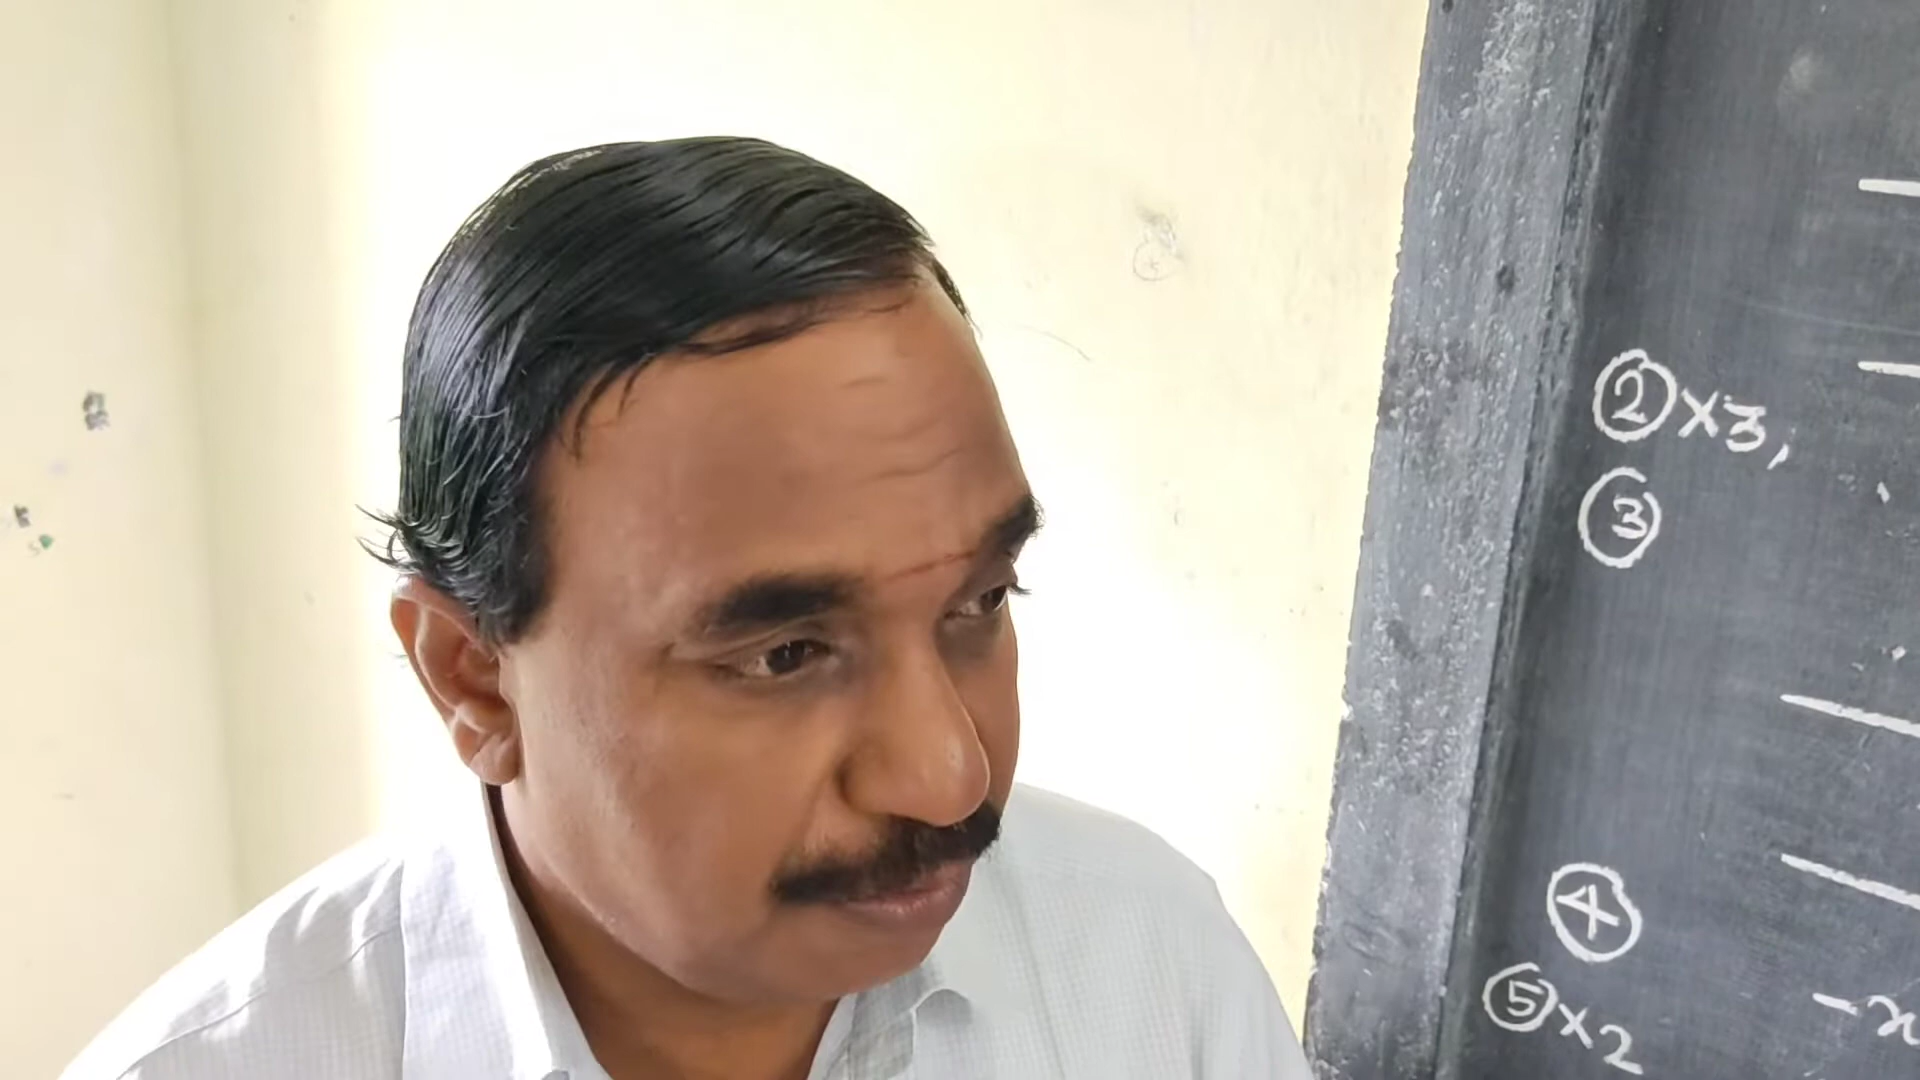 ②×3,
③
④
⑤×2
-x